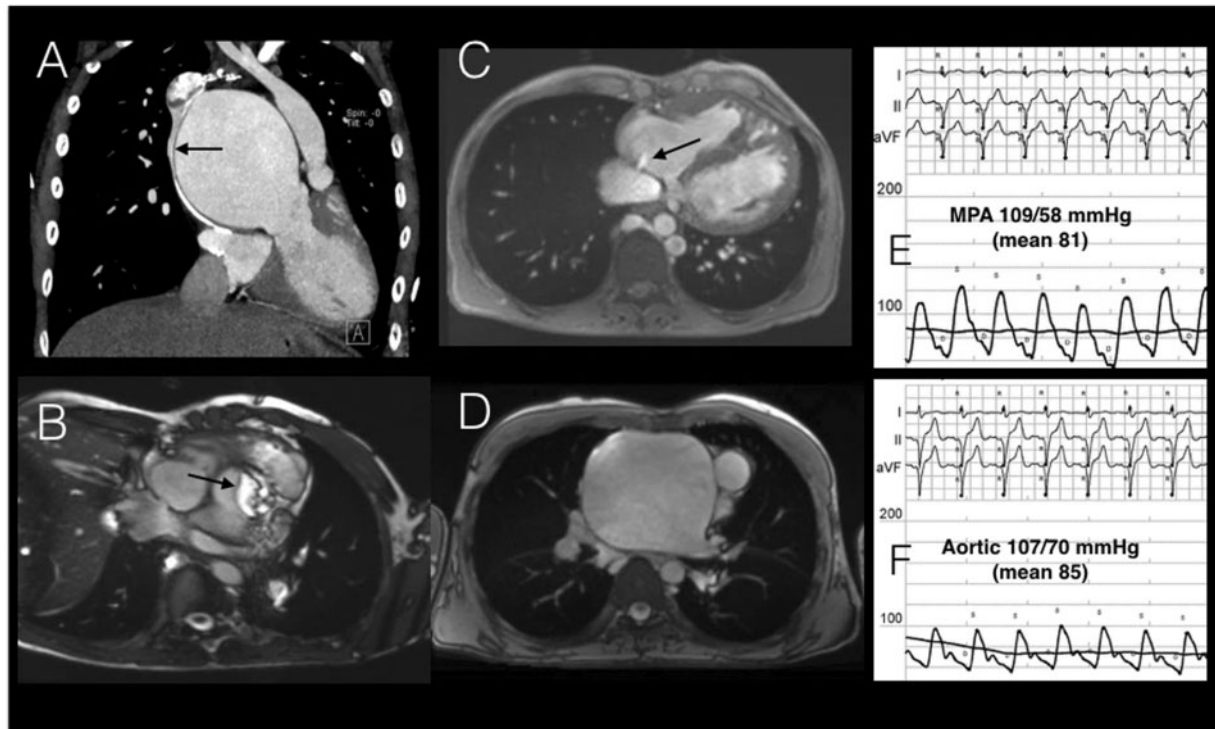 A
Spin: -0
Tilt: -0
A
B
C
D
I
II
aVF
R R R R R R R
200
MPA 109/58 mmHg
(mean 81)
E
100
I
II
aVF
R R R R R R
200
Aortic 107/70 mmHg
(mean 85)
F
100
S S S S S S